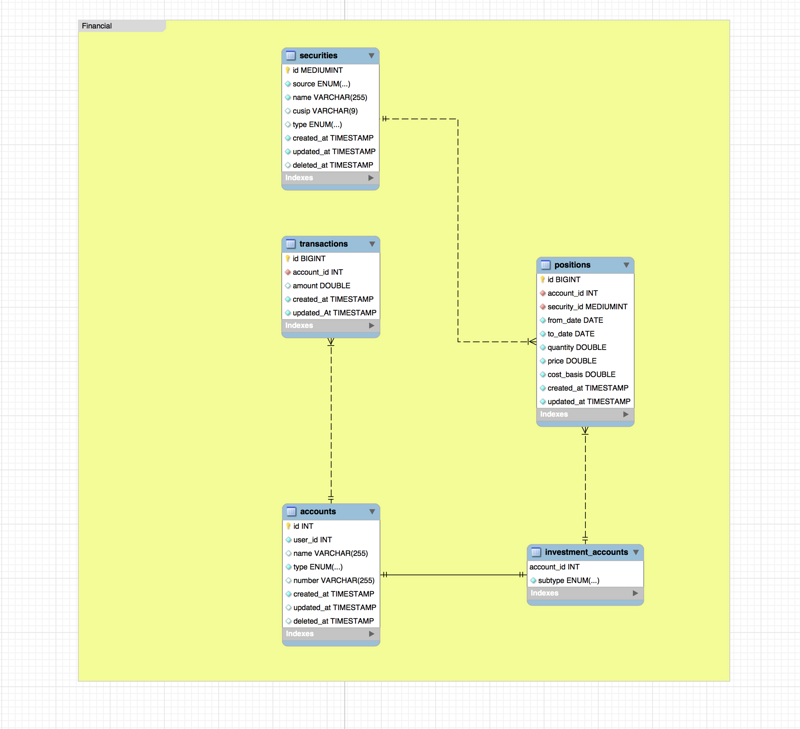 Financial
securities
id MEDIUMINT
source ENUM(...)
name VARCHAR(255)
cusip VARCHAR(9)
type ENUM(...)
created_at TIMESTAMP
updated_at TIMESTAMP
deleted_at TIMESTAMP
Indexes
transactions
id BIGINT
account_id INT
amount DOUBLE
created_at TIMESTAMP
updated_At TIMESTAMP
Indexes
positions
id BIGINT
account_id INT
security_id MEDIUMINT
from_date DATE
to_date DATE
quantity DOUBLE
price DOUBLE
cost_basis DOUBLE
created_at TIMESTAMP
updated_at TIMESTAMP
Indexes
accounts
id INT
user_id INT
name VARCHAR(255)
type ENUM(...)
number VARCHAR(255)
created_at TIMESTAMP
updated_at TIMESTAMP
deleted_at TIMESTAMP
Indexes
investment_accounts
account_id INT
subtype ENUM(...)
Indexes